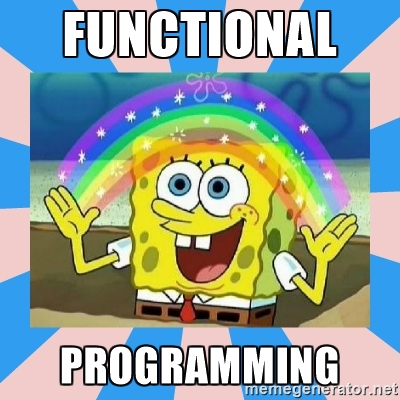 FUNCTIONAL
PROGRAMMING
memegenerator.net